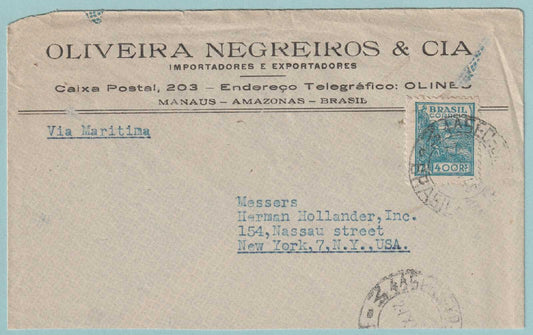 OLIVEIRA NEGREIROS & CIA
IMPORTADORES E EXPORTADORES
Caixa Postal, 203 — Endereço Telegráfico: OLINEG
MANAUS – AMAZONAS – BRASIL
Via Maritima
BRASIL
CORREIO
400 RS
Messers
Herman Hollander, Inc.
154, Nassau street
New York, 7, N.Y., USA.